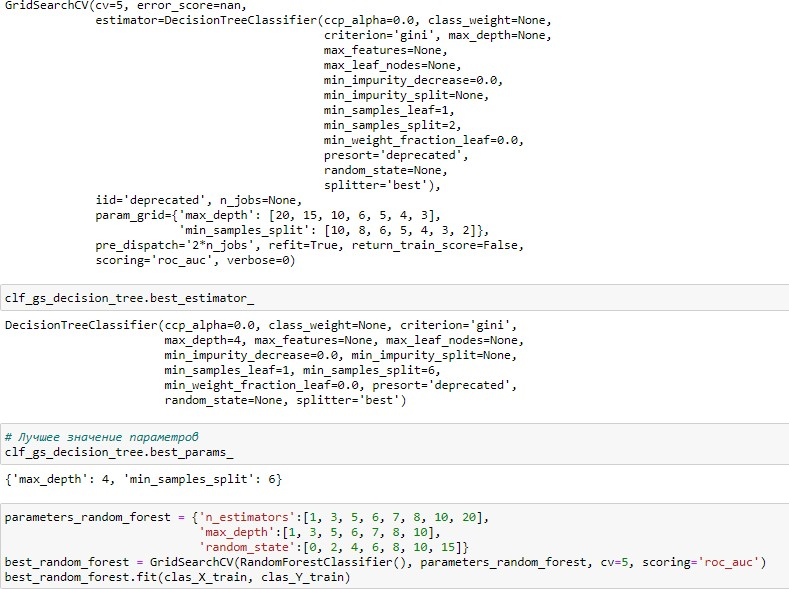 GridSearchCV(cv=5, error_score=nan,
estimator=DecisionTreeClassifier(ccp_alpha=0.0, class_weight=None,
criterion='gini', max_depth=None,
max_features=None,
max_leaf_nodes=None,
min_impurity_decrease=0.0,
min_impurity_split=None,
min_samples_leaf=1,
min_samples_split=2,
min_weight_fraction_leaf=0.0,
presort='deprecated',
random_state=None,
splitter='best'),
iid='deprecated', n_jobs=None,
param_grid={'max_depth': [20, 15, 10, 6, 5, 4, 3],
'min_samples_split': [10, 8, 6, 5, 4, 3, 2]},
pre_dispatch='2*n_jobs', refit=True, return_train_score=False,
scoring='roc_auc', verbose=0)
clf_gs_decision_tree.best_estimator_
DecisionTreeClassifier(ccp_alpha=0.0, class_weight=None, criterion='gini',
max_depth=4, max_features=None, max_leaf_nodes=None,
min_impurity_decrease=0.0, min_impurity_split=None,
min_samples_leaf=1, min_samples_split=6,
min_weight_fraction_leaf=0.0, presort='deprecated',
random_state=None, splitter='best')
# Лучшее значение параметров
clf_gs_decision_tree.best_params_
{'max_depth': 4, 'min_samples_split': 6}
parameters_random_forest = {'n_estimators':[1, 3, 5, 6, 7, 8, 10, 20],
'max_depth':[1, 3, 5, 6, 7, 8, 10],
'random_state':[0, 2, 4, 6, 8, 10, 15]}
best_random_forest = GridSearchCV(RandomForestClassifier(), parameters_random_forest, cv=5, scoring='roc_auc')
best_random_forest.fit(clas_X_train, clas_Y_train)